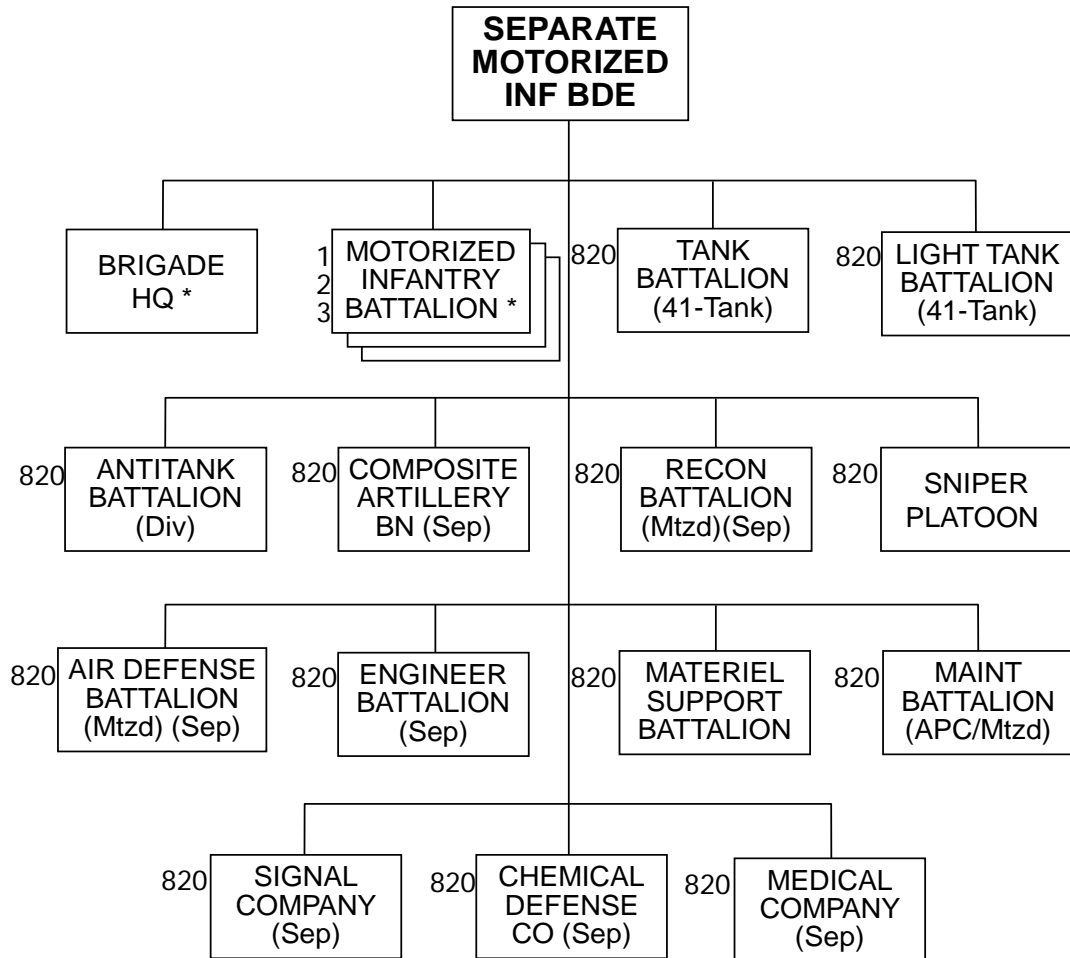 SEPARATE
MOTORIZED
INF BDE
BRIGADE
HQ *
1
2
3
MOTORIZED
INFANTRY
BATTALION *
820
TANK
BATTALION
(41-Tank)
820
LIGHT TANK
BATTALION
(41-Tank)
820
ANTITANK
BATTALION
(Div)
820
COMPOSITE
ARTILLERY
BN (Sep)
820
RECON
BATTALION
(Mtzd)(Sep)
820
SNIPER
PLATOON
820
AIR DEFENSE
BATTALION
(Mtzd) (Sep)
820
ENGINEER
BATTALION
(Sep)
820
MATERIEL
SUPPORT
BATTALION
820
MAINT
BATTALION
(APC/Mtzd)
820
SIGNAL
COMPANY
(Sep)
820
CHEMICAL
DEFENSE
CO (Sep)
820
MEDICAL
COMPANY
(Sep)